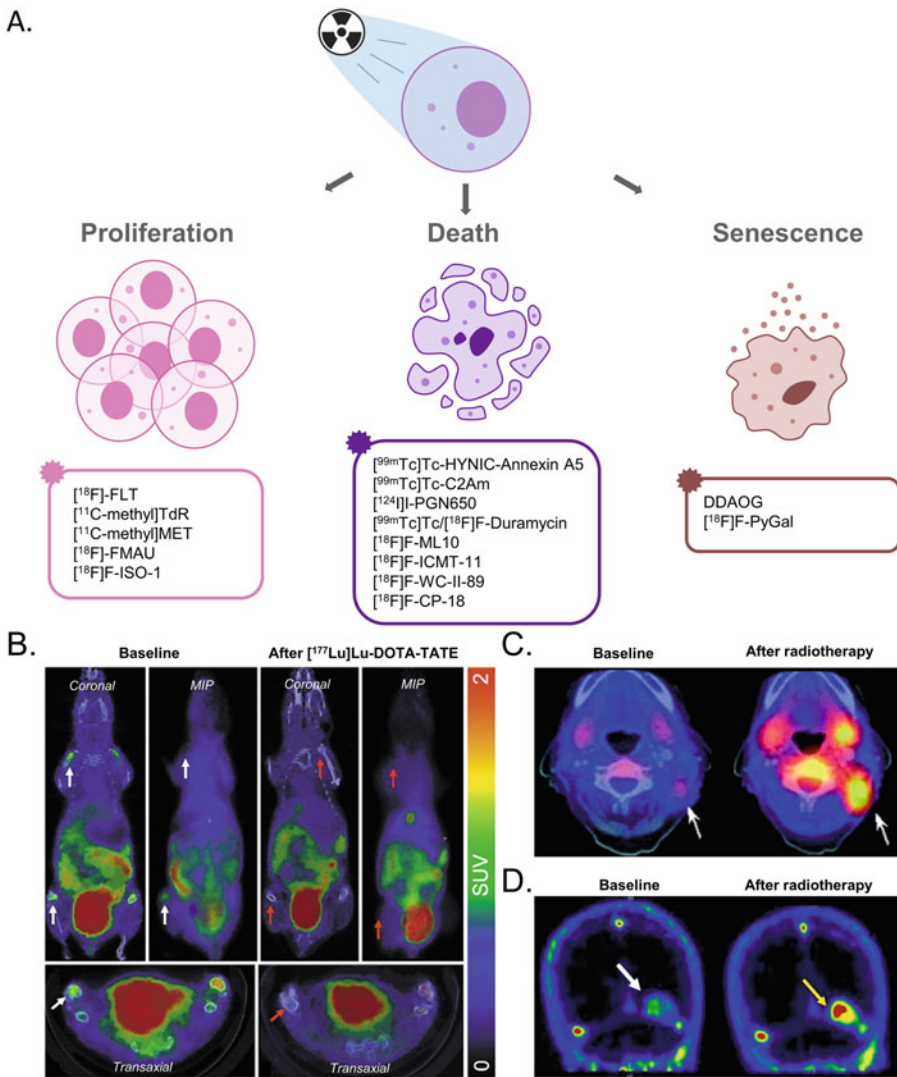 A.
Proliferation
Death
Senescence
[¹⁸F]-FLT
[¹¹C-methyl]TdR
[¹¹C-methyl]MET
[¹⁸F]-FMAU
[¹⁸F]F-ISO-1
[⁹⁹ᵐTc]Tc-HYNIC-Annexin A5
[⁹⁹ᵐTc]Tc-C2Am
[¹²⁴I]I-PGN650
[⁹⁹ᵐTc]Tc/[¹⁸F]F-Duramycin
[¹⁸F]F-ML10
[¹⁸F]F-ICMT-11
[¹⁸F]F-WC-II-89
[¹⁸F]F-CP-18
DDAOG
[¹⁸F]F-PyGal
B.
Baseline
After [¹⁷⁷Lu]Lu-DOTA-TATE
Coronal
MIP
Coronal
MIP
Transaxial
Transaxial
2
SUV
0
C.
Baseline
After radiotherapy
D.
Baseline
After radiotherapy